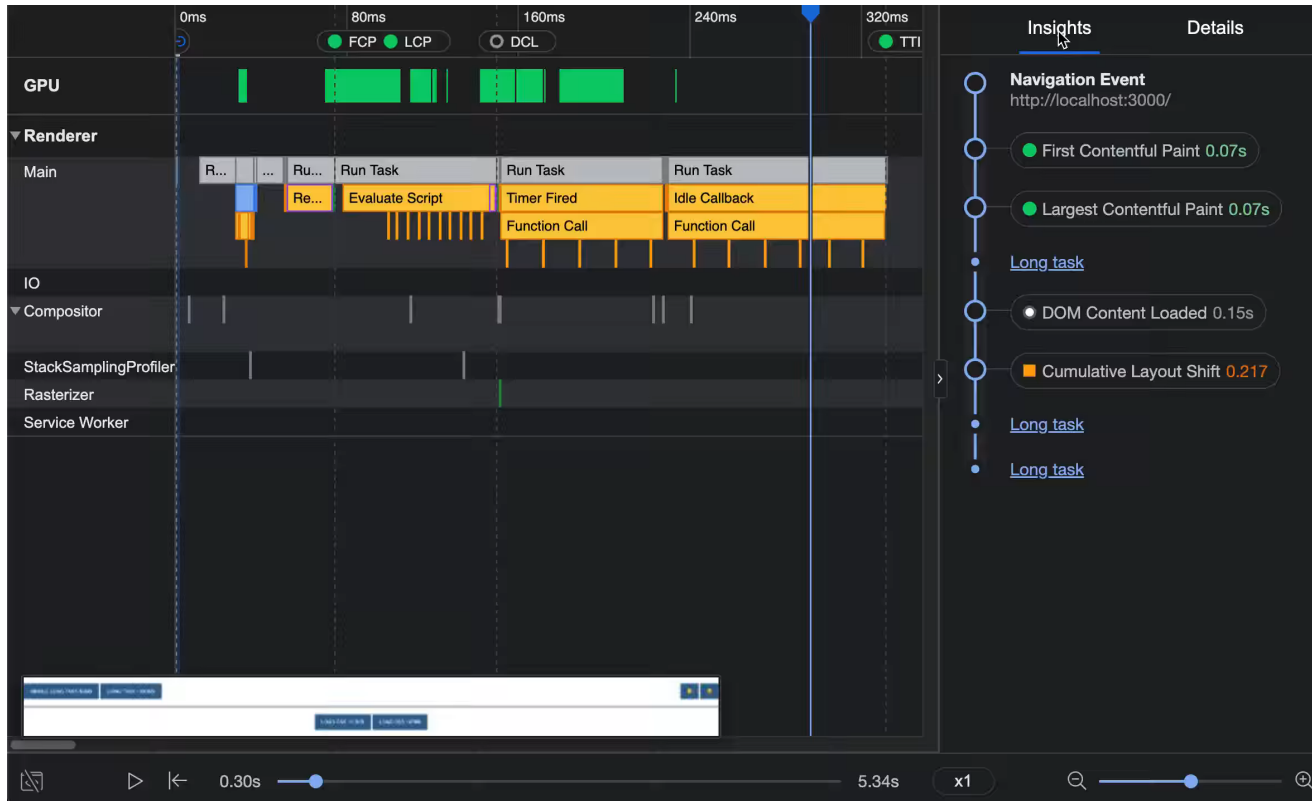 0ms 80ms 160ms 240ms 320ms
FCP LCP DCL TTI
GPU
Renderer
Main
R... ... Ru... Run Task Run Task Run Task
Re... Evaluate Script Timer Fired Idle Callback
Function Call Function Call
IO
Compositor
StackSamplingProfiler
Rasterizer
Service Worker
0.30s 5.34s x1
Insights Details
Navigation Event
http://localhost:3000/
First Contentful Paint 0.07s
Largest Contentful Paint 0.07s
Long task
DOM Content Loaded 0.15s
Cumulative Layout Shift 0.217
Long task
Long task